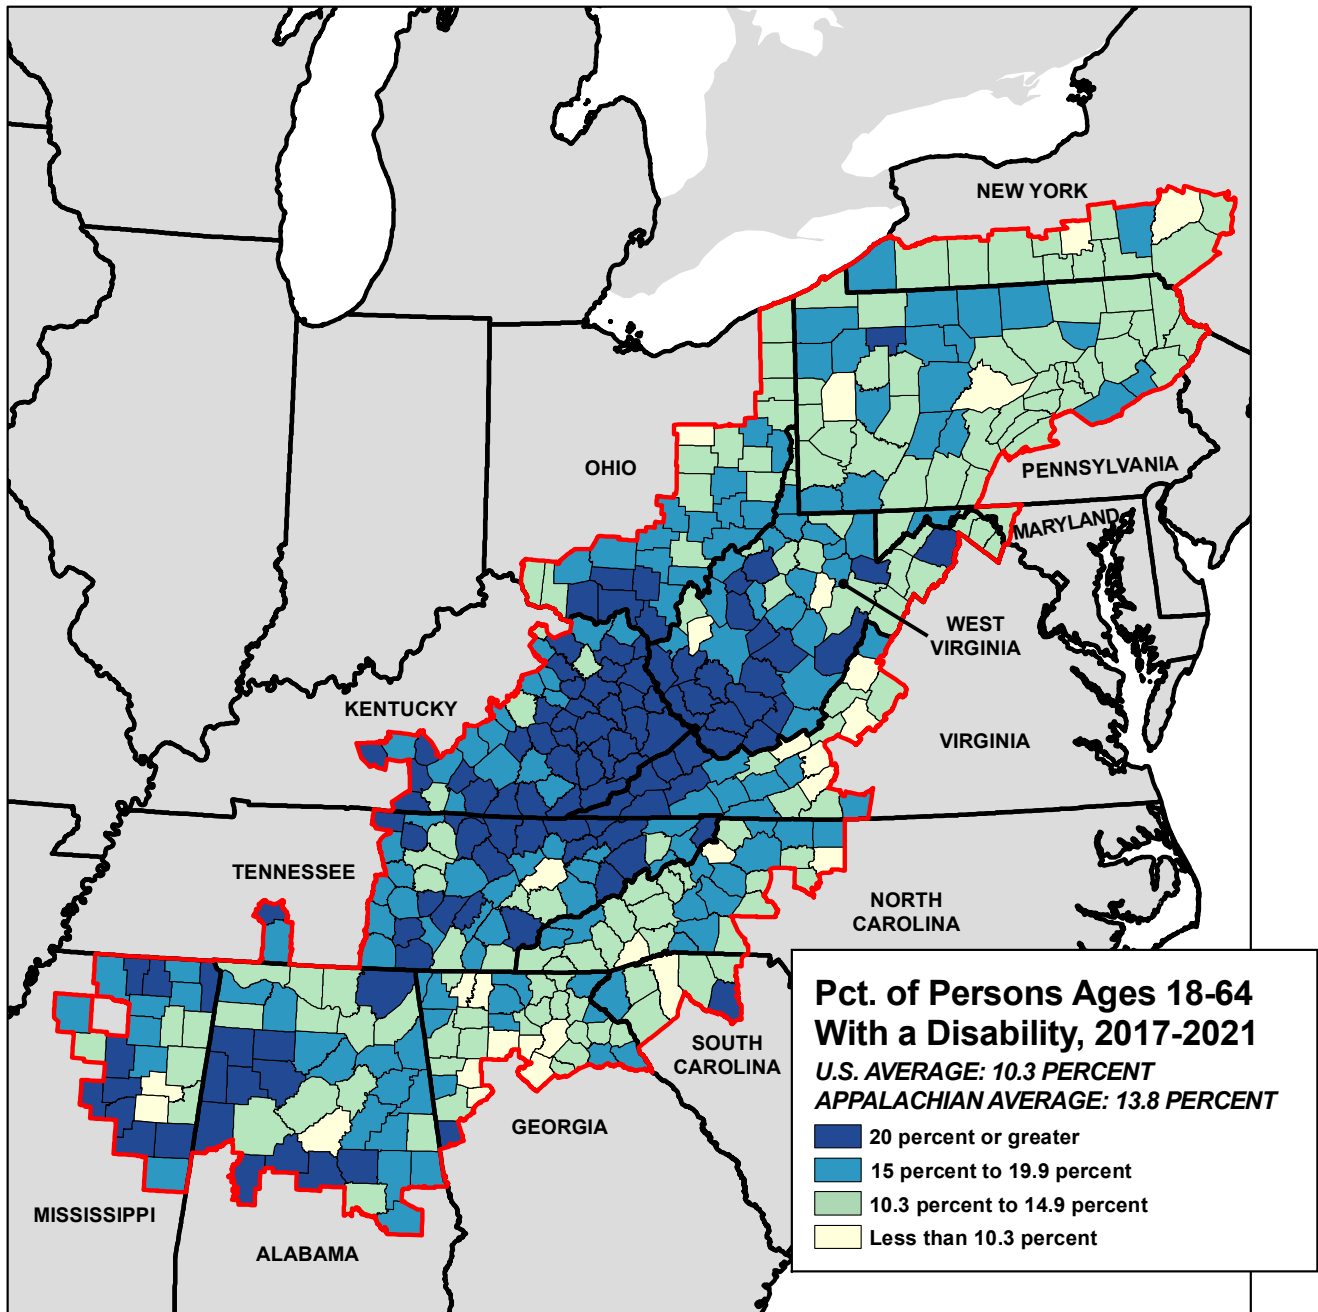 NEW YORK
OHIO
PENNSYLVANIA
MARYLAND
WEST
VIRGINIA
KENTUCKY
VIRGINIA
TENNESSEE
NORTH
CAROLINA
SOUTH
CAROLINA
GEORGIA
MISSISSIPPI
ALABAMA
Pct. of Persons Ages 18-64
With a Disability, 2017-2021
U.S. AVERAGE: 10.3 PERCENT
APPALACHIAN AVERAGE: 13.8 PERCENT
20 percent or greater
15 percent to 19.9 percent
10.3 percent to 14.9 percent
Less than 10.3 percent